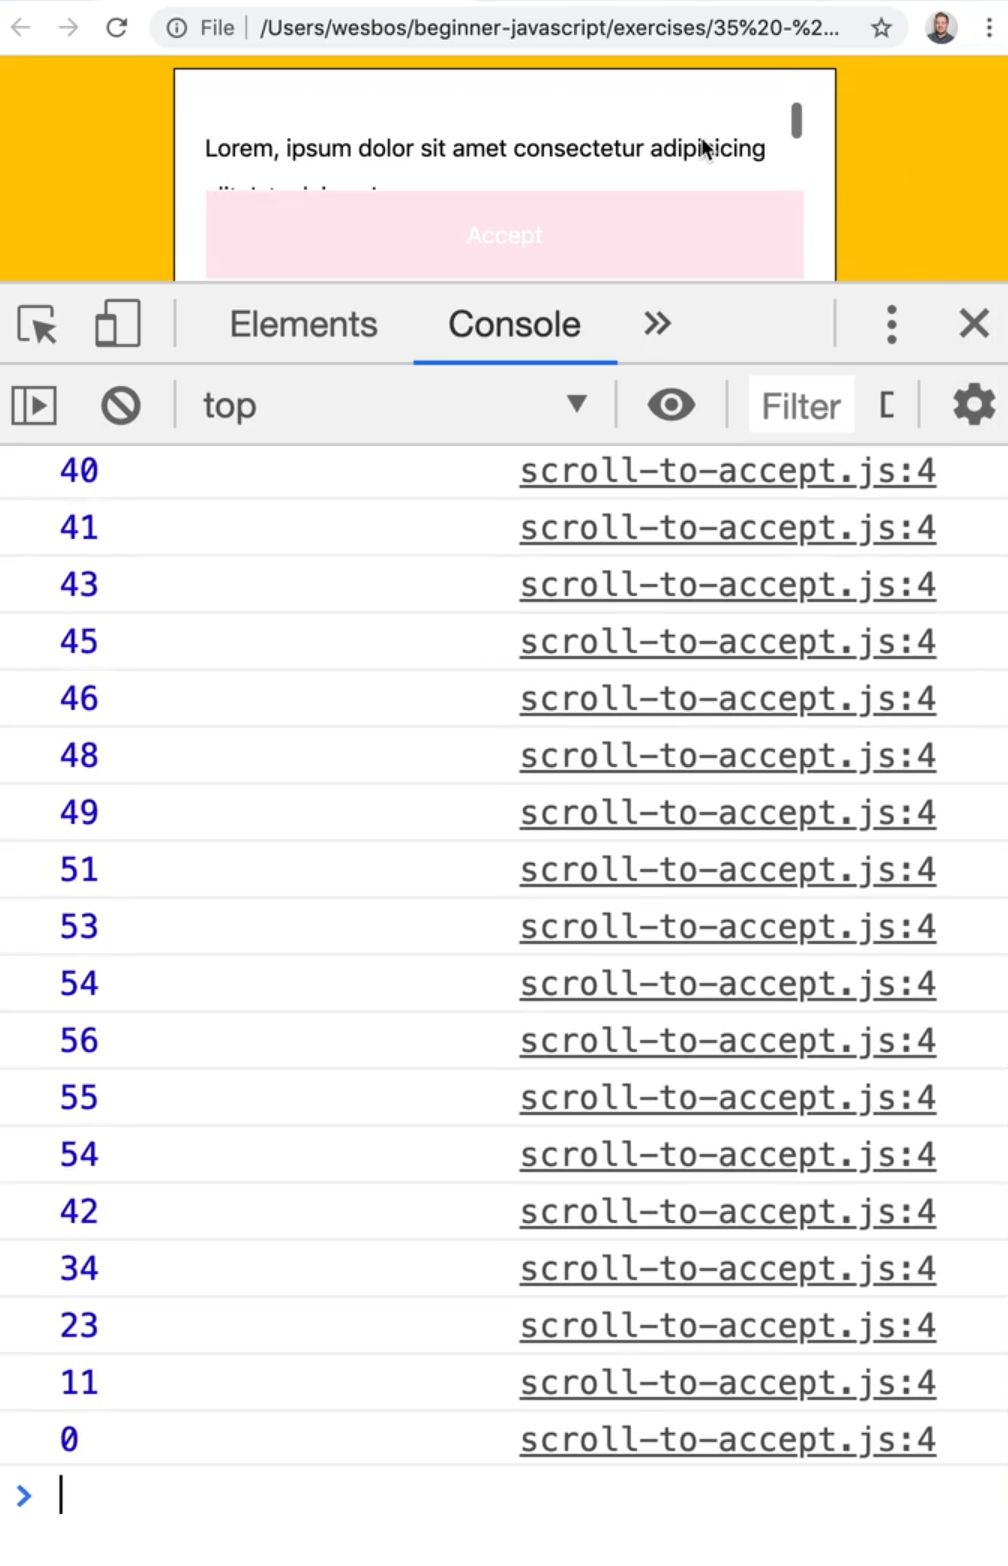 File /Users/wesbos/beginner-javascript/exercises/35%20-%2...
Lorem, ipsum dolor sit amet consectetur
Accept
Elements Console
top Filter
40 scroll-to-accept.js:4
41 scroll-to-accept.js:4
43 scroll-to-accept.js:4
45 scroll-to-accept.js:4
46 scroll-to-accept.js:4
48 scroll-to-accept.js:4
49 scroll-to-accept.js:4
51 scroll-to-accept.js:4
53 scroll-to-accept.js:4
54 scroll-to-accept.js:4
56 scroll-to-accept.js:4
55 scroll-to-accept.js:4
54 scroll-to-accept.js:4
42 scroll-to-accept.js:4
34 scroll-to-accept.js:4
23 scroll-to-accept.js:4
11 scroll-to-accept.js:4
0 scroll-to-accept.js:4